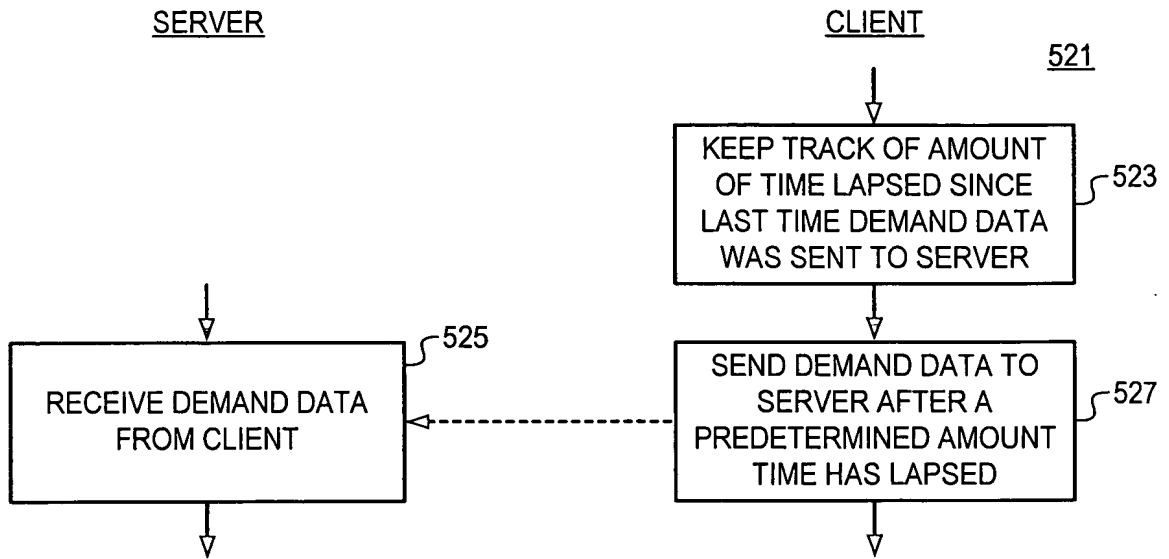 SERVER
CLIENT
521
KEEP TRACK OF AMOUNT
OF TIME LAPSED SINCE
LAST TIME DEMAND DATA
WAS SENT TO SERVER
523
RECEIVE DEMAND DATA
FROM CLIENT
525
SEND DEMAND DATA TO
SERVER AFTER A
PREDETERMINED AMOUNT
TIME HAS LAPSED
527